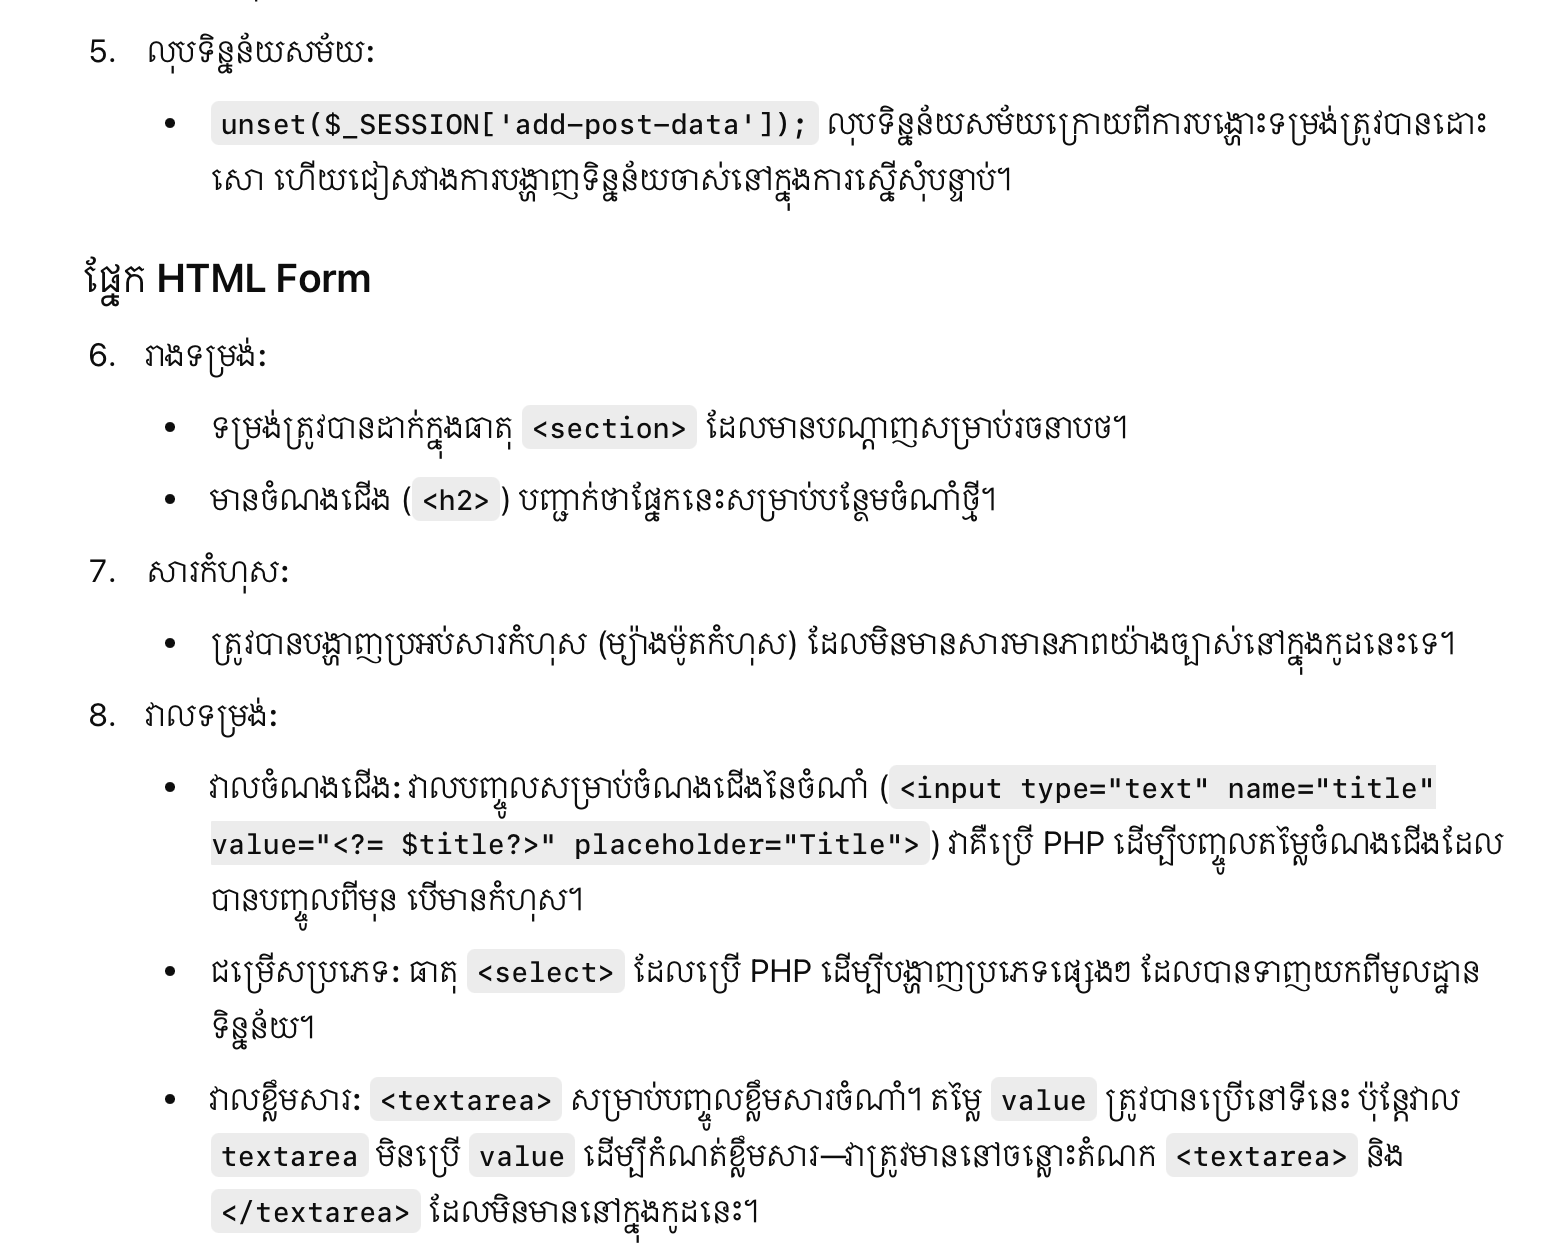 5. លុបទិន្នន័យសម័យ:
• unset($_SESSION['add-post-data']); លុបទិន្នន័យសម័យក្រោយពីការបង្ហោះទម្រង់ត្រូវបានដោះ
សោ ហើយជៀសវាងការបង្ហាញទិន្នន័យចាស់នៅក្នុងការស្នើសុំបន្ទាប់។
ផ្នែក HTML Form
6. រាងទម្រង់:
• ទម្រង់ត្រូវបានដាក់ក្នុងធាតុ <section> ដែលមានបណ្តាញសម្រាប់រចនាបថ។
• មានចំណងជើង (<h2>) បញ្ជាក់ថាផ្នែកនេះសម្រាប់បន្ថែមចំណាំថ្មី។
7. សារកំហុស:
• ត្រូវបានបង្ហាញប្រអប់សារកំហុស (ម្យ៉ាងម៉ូតកំហុស) ដែលមិនមានសារមានភាពយ៉ាងច្បាស់នៅក្នុងកូដនេះទេ។
8. វាលទម្រង់:
• វាលចំណងជើង: វាលបញ្ចូលសម្រាប់ចំណងជើងនៃចំណាំ (<input type="text" name="title"
value="<?= $title?>" placeholder="Title">) វាគឺប្រើ PHP ដើម្បីបញ្ចូលតម្លៃចំណងជើងដែល
បានបញ្ចូលពីមុន បើមានកំហុស។
• ជម្រើសប្រភេទ: ធាតុ <select> ដែលប្រើ PHP ដើម្បីបង្ហាញប្រភេទផ្សេងៗ ដែលបានទាញយកពីមូលដ្ឋាន
ទិន្នន័យ។
• វាលខ្លឹមសារ: <textarea> សម្រាប់បញ្ចូលខ្លឹមសារចំណាំ។ តម្លៃ value ត្រូវបានប្រើនៅទីនេះ ប៉ុន្តែវាល
textarea មិនប្រើ value ដើម្បីកំណត់ខ្លឹមសារ—វាត្រូវមាននៅចន្លោះតំណក <textarea> និង
</textarea> ដែលមិនមាននៅក្នុងកូដនេះ។